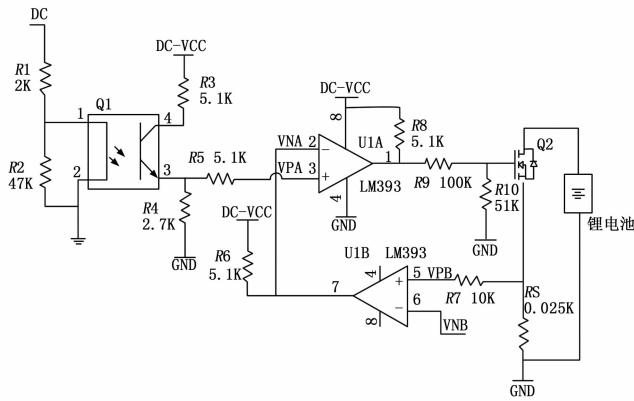 DC
R1
2K
R2
47K
Q1
1
2
4
3
DC-VCC
R3
5.1K
R4
2.7K
GND
R5 5.1K
DC-VCC
R6
5.1K
VNA 2
VPA 3
DC-VCC
8
4
U1A
LM393
GND
1
R8
5.1K
R9 100K
R10
51K
GND
Q2
锂电池
U1B LM393
4
8
7
5 VPB
6
VNB
R7 10K
RS
0.025K
GND